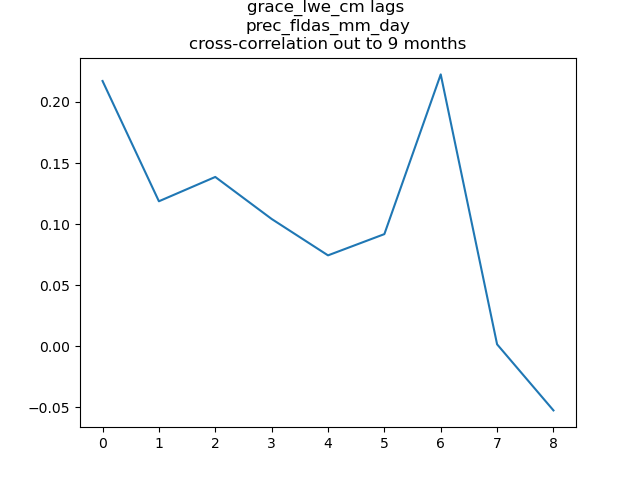 grace_lwe_cm lags
prec_fldas_mm_day
cross-correlation out to 9 months
0.20
0.15
0.10
0.05
0.00
−0.05
0 1 2 3 4 5 6 7 8